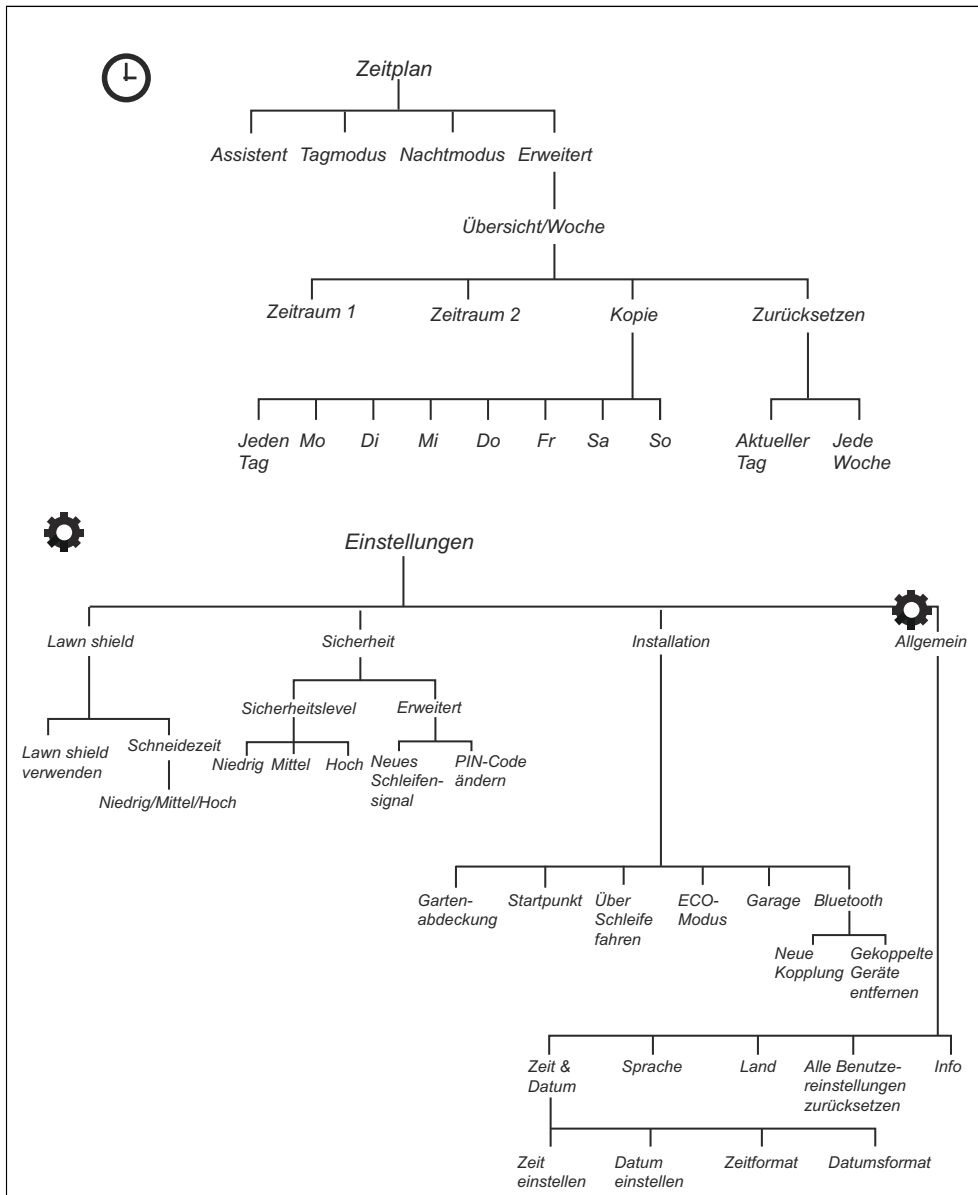 Zeitplan
Assistent Tagmodus Nachtmodus Erweitert
Übersicht/Woche
Zeitraum 1 Zeitraum 2 Kopie Zurücksetzen
Jeden
Tag
Mo Di Mi Do Fr Sa So
Aktueller
Tag
Jede
Woche
Einstellungen
Lawn shield Sicherheit Installation Allgemein
Lawn shield
verwenden
Schneidezeit
Niedrig/Mittel/Hoch
Sicherheitslevel Erweitert
Niedrig Mittel Hoch
Neues
Schleifen-
signal
PIN-Code
ändern
Garten-
abdeckung
Startpunkt
Über
Schleife
fahren
ECO-
Modus
Garage Bluetooth
Neue
Kopplung
Gekoppelte
Geräte
entfernen
Zeit &
Datum
Sprache Land
Alle Benutze-
reinstellungen
zurücksetzen
Info
Zeit
einstellen
Datum
einstellen
Zeitformat Datumsformat